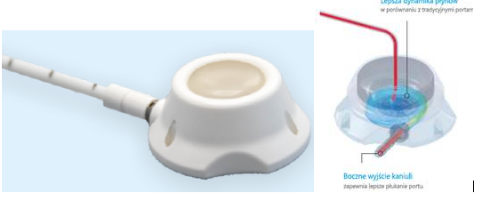 Lepsza dynamika płynów
w porównaniu z tradycyjnymi portami
Boczne wyjście kaniuli
zapewnia lepsze płukanie portu.